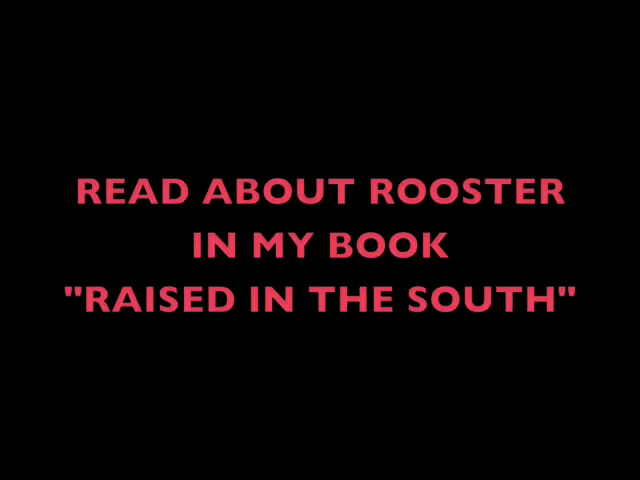 READ ABOUT ROOSTER
IN MY BOOK
"RAISED IN THE SOUTH"